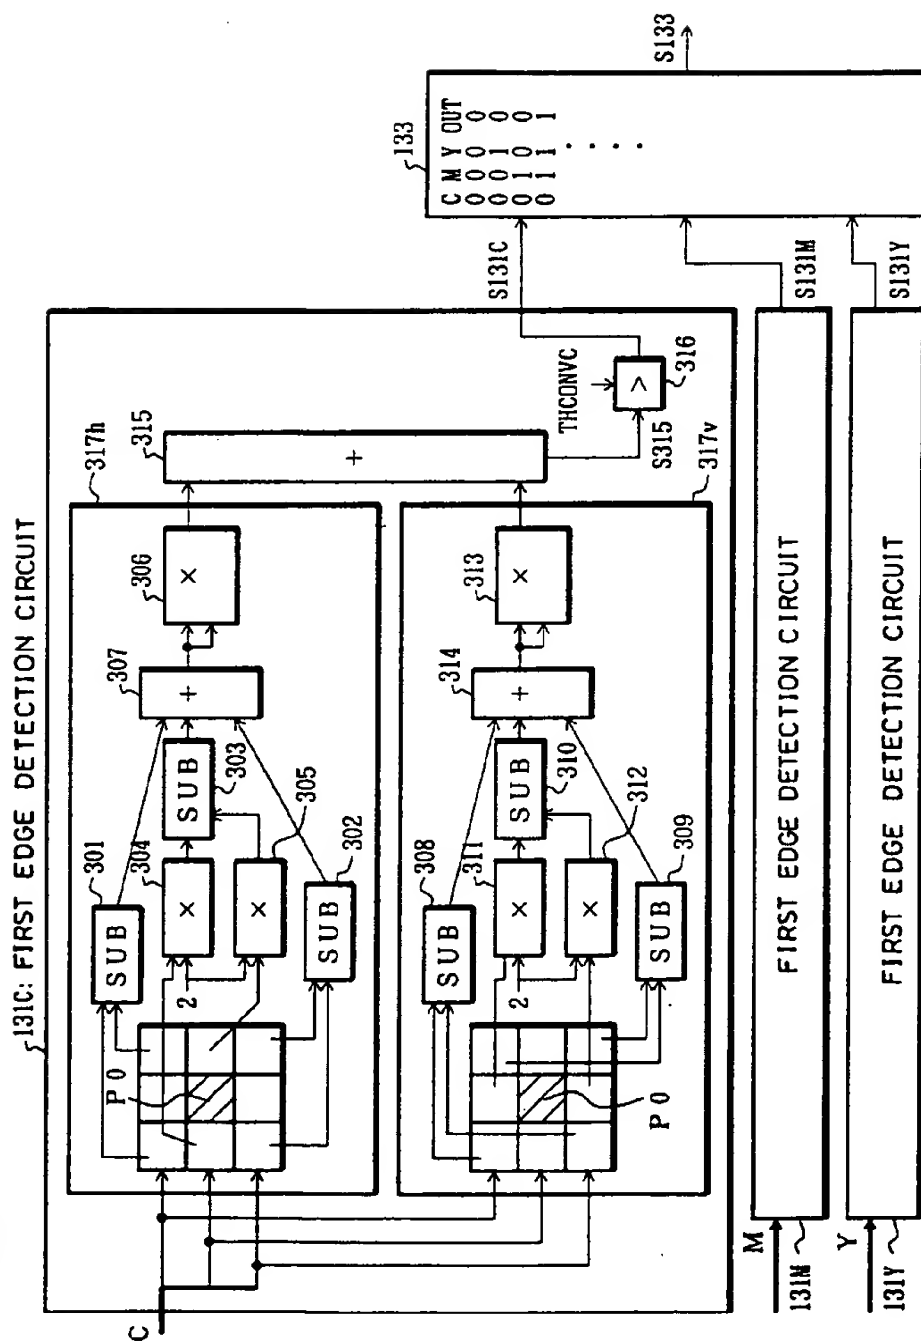 131C: FIRST EDGE DETECTION CIRCUIT
C
317h
P0
2
301
SUB
304
×
303
SUB
305
×
302
SUB
307
+
306
×
315
+
317v
P0
2
308
SUB
311
×
310
SUB
312
×
309
SUB
314
+
313
×
THCONVC
>
316
S315
S131C
M
131M
FIRST EDGE DETECTION CIRCUIT
S131M
Y
131Y
FIRST EDGE DETECTION CIRCUIT
S131Y
133
C M Y OUT
0 0 0 0
0 0 1 0
0 1 0 0
0 1 1 1
. . . .
S133